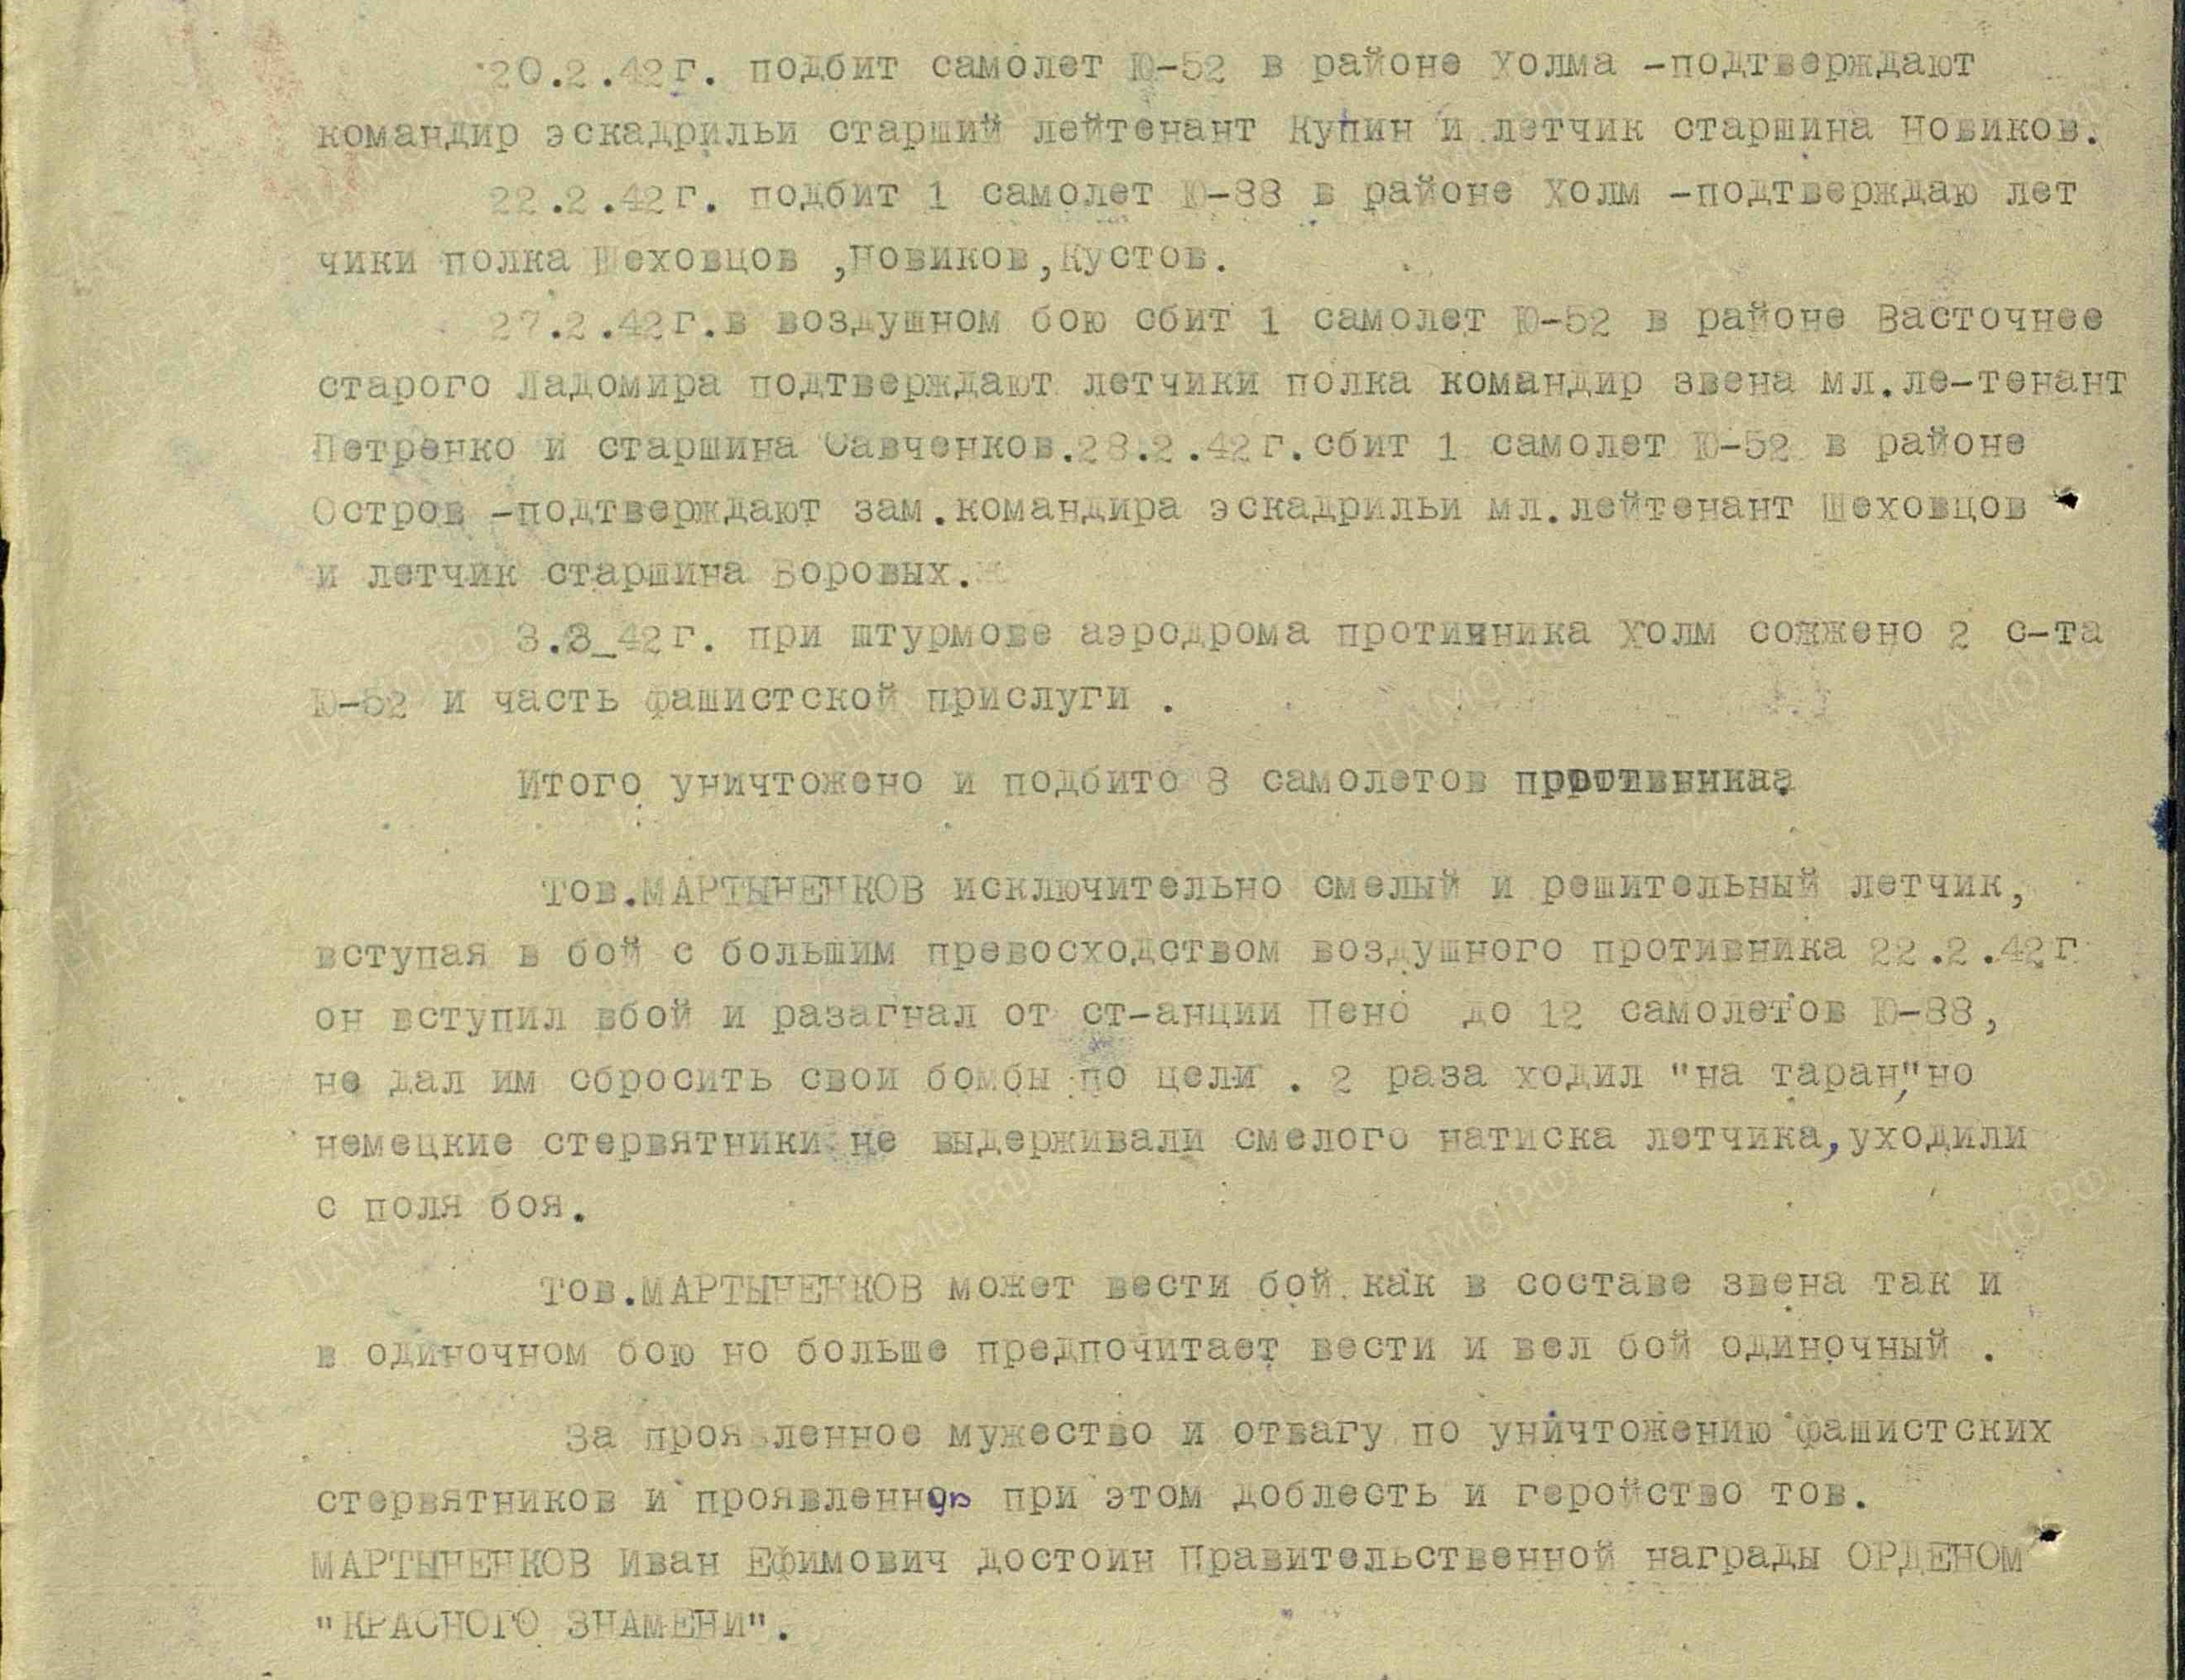 20.2.42г. подбит самолет Ю-52 в районе Холма -подтверждают
командир эскадрильи старший лейтенант Купин и летчик старшина Новиков.
22.2.42г. подбит 1 самолет Ю-88 в районе Холм -подтверждаю лет
чики полка Шеховцов ,Новиков,Кустов.
27.2.42г.в воздушном бою сбит 1 самолет Ю-52 в районе Васточнее
старого Ладомира подтверждают летчики полка командир звена мл.ле-тенант
Петренко и старшина Савченков.28.2.42г.сбит 1 самолет Ю-52 в районе
Остров -подтверждают зам.командира эскадрильи мл.лейтенант Шеховцов
и летчик старшина Боровых.
3.3_42г. при штурмове аэродрома противника Холм сожжено 2 с-та
Ю-52 и часть фашистской прислуги .
Итого уничтожено и подбито 8 самолетов противника.
Тов.МАРТЫНЕНКОВ исключительно смелый и решительный летчик,
вступая в бой с большим превосходством воздушного противника 22.2.42г
он вступил вбой и разагнал от ст-анции Пено до 12 самолетов Ю-88,
не дал им сбросить свои бомбы по цели . 2 раза ходил "на таран",но
немецкие стервятники не выдерживали смелого натиска летчика,уходили
с поля боя.
Тов.МАРТЫНЕНКОВ может вести бой как в составе звена так и
в одиночном бою но больше предпочитает вести и вел бой одиночный .
За проявленное мужество и отвагу по уничтожению фашистских
стервятников и проявленную при этом доблесть и геройство тов.
МАРТЫНЕНКОВ Иван Ефимович достоин Правительственной награды ОРДЕНОМ
"КРАСНОГО ЗНАМЕНИ".